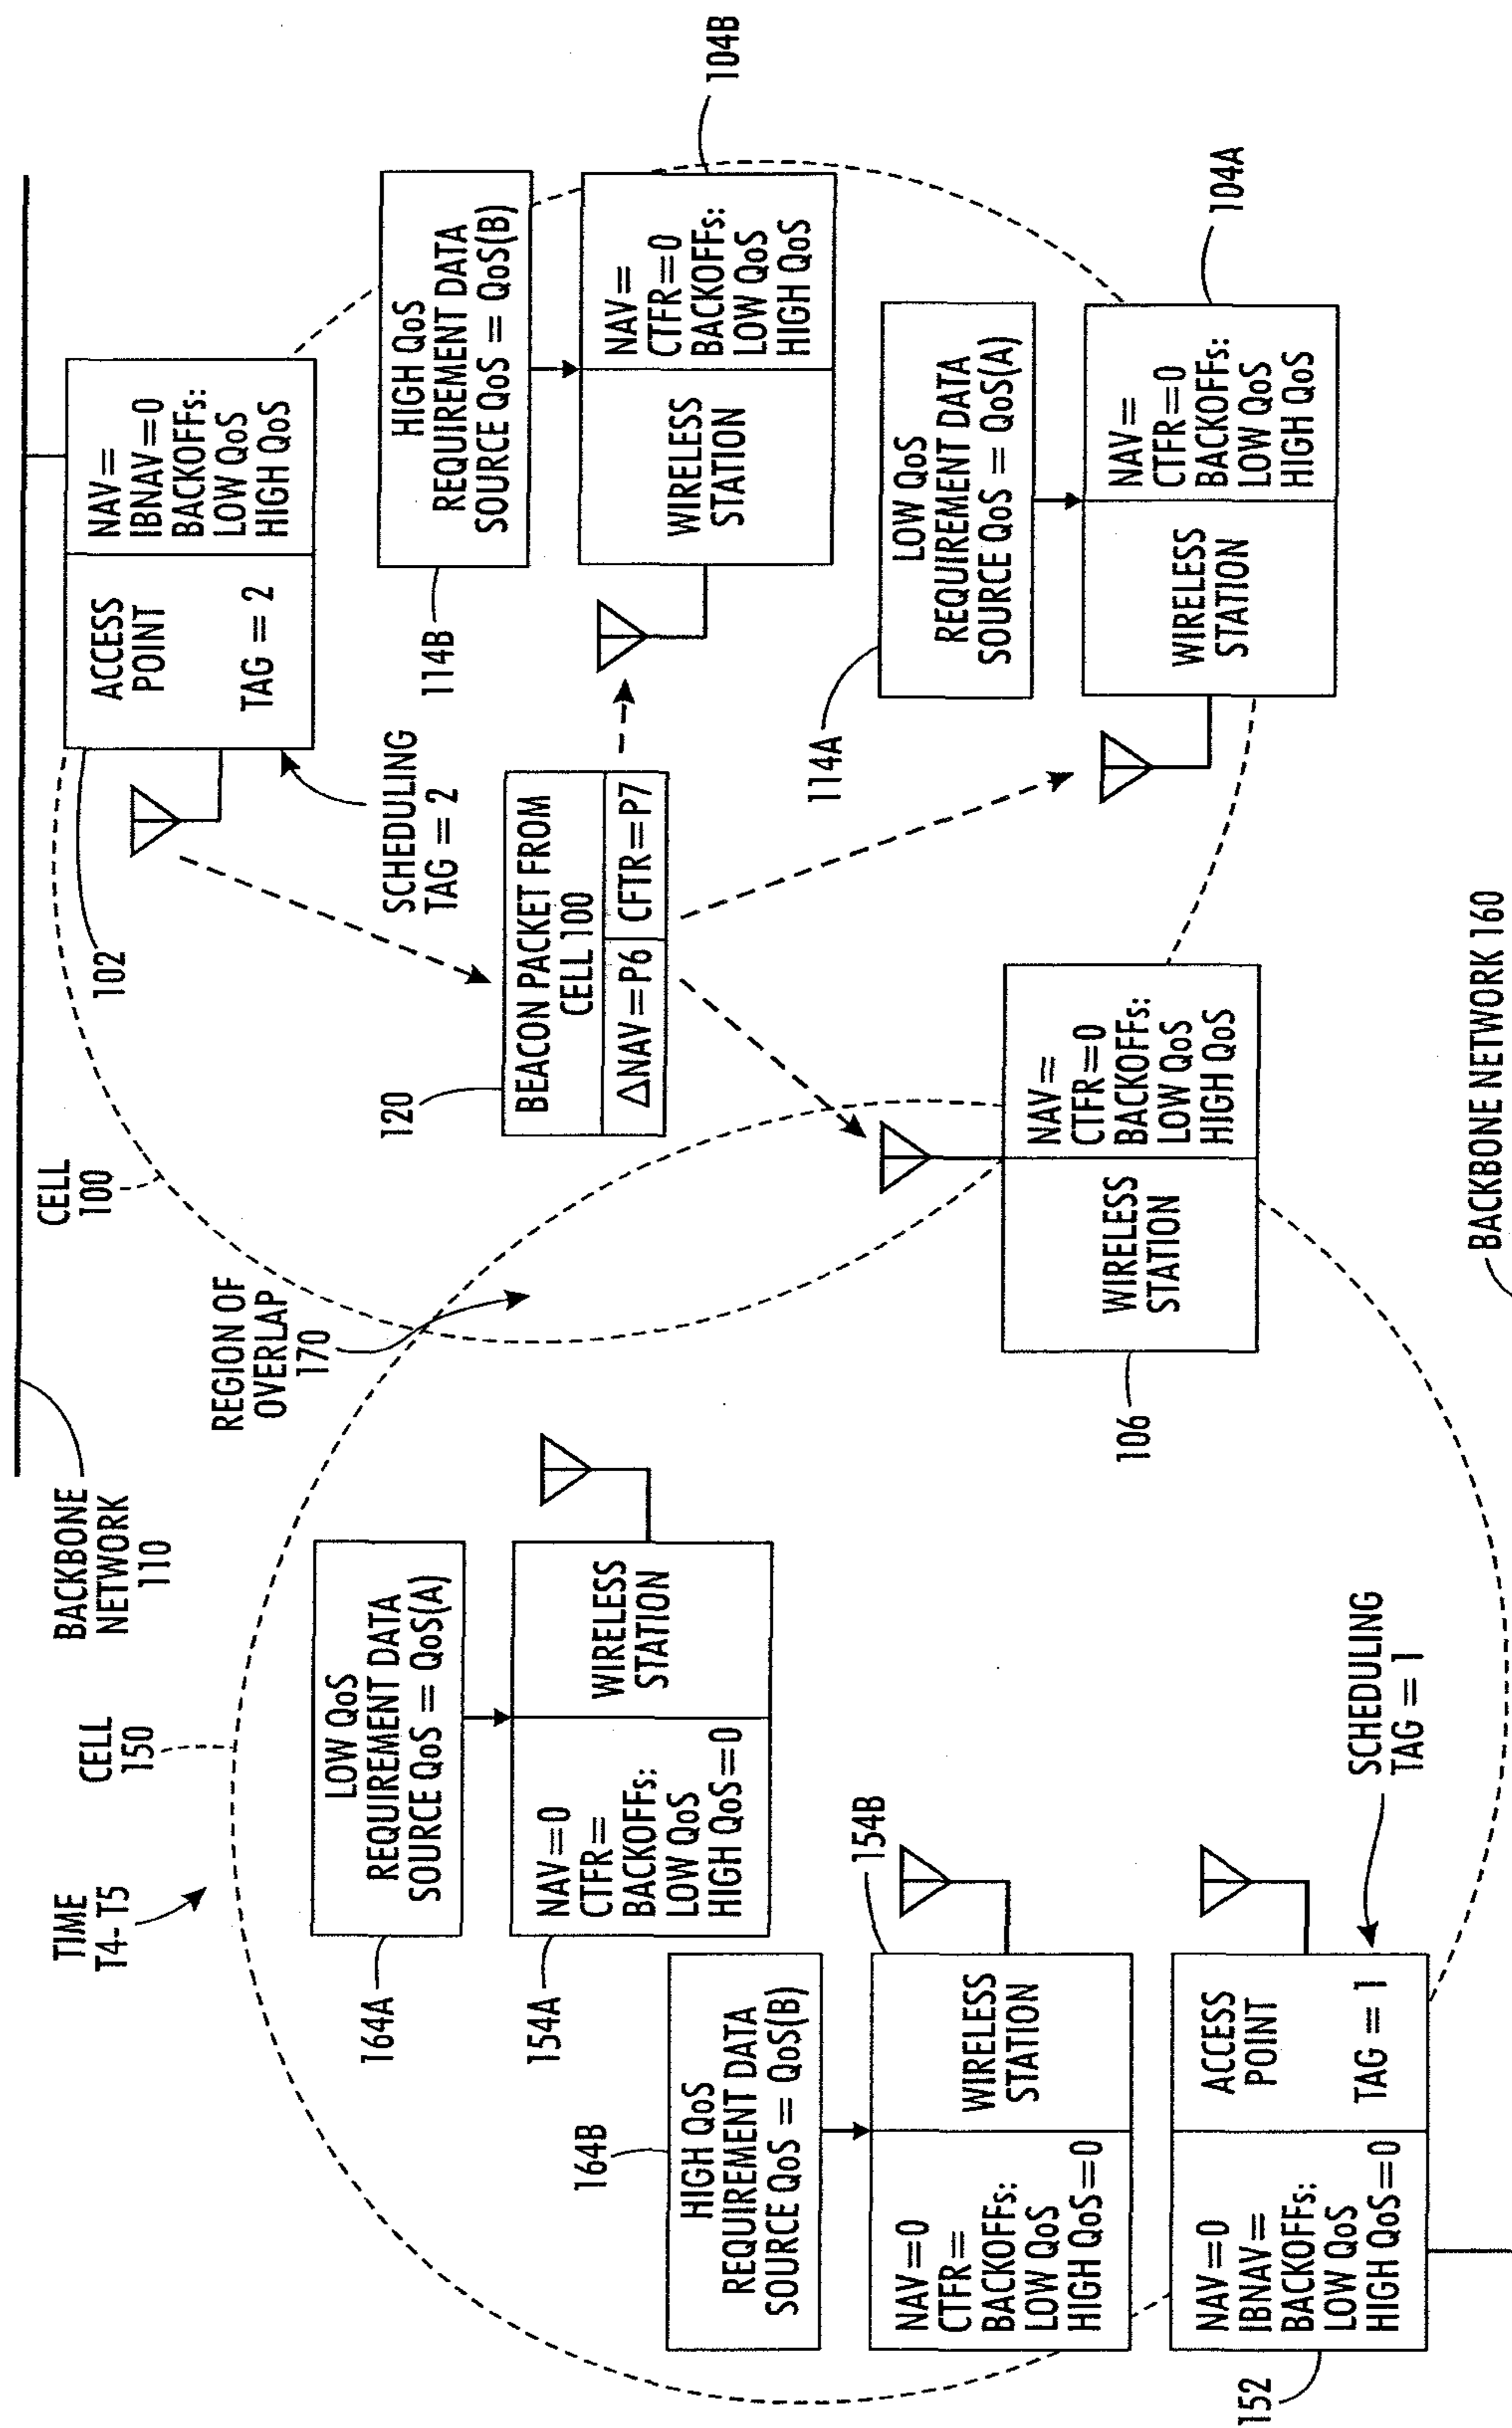 TIME
T4-T5
CELL
150
BACKBONE
NETWORK
110
CELL
100
REGION OF
OVERLAP
170
164A
LOW QoS
REQUIREMENT DATA
SOURCE QoS = QoS(A)
154A
NAV=0
CTFR=
BACKOFFs:
LOW QoS
HIGH QoS=0
WIRELESS
STATION
164B
HIGH QoS
REQUIREMENT DATA
SOURCE QoS = QoS(B)
154B
NAV=0
CTFR=
BACKOFFs:
LOW QoS
HIGH QoS=0
WIRELESS
STATION
152
NAV=0
IBNAV=
BACKOFFs:
LOW QoS
HIGH QoS=0
ACCESS
POINT
TAG = 1
SCHEDULING
TAG = 1
102
ACCESS
POINT
TAG = 2
NAV=
IBNAV=0
BACKOFFs:
LOW QoS
HIGH QoS
SCHEDULING
TAG = 2
120
BEACON PACKET FROM
CELL 100
ΔNAV=P6
CFTR=P7
114B
HIGH QoS
REQUIREMENT DATA
SOURCE QoS = QoS(B)
WIRELESS
STATION
NAV=
CTFR=0
BACKOFFs:
LOW QoS
HIGH QoS
104B
114A
LOW QoS
REQUIREMENT DATA
SOURCE QoS = QoS(A)
WIRELESS
STATION
NAV=
CTFR=0
BACKOFFs:
LOW QoS
HIGH QoS
104A
106
WIRELESS
STATION
NAV=
CTFR=0
BACKOFFs:
LOW QoS
HIGH QoS
BACKBONE NETWORK 160